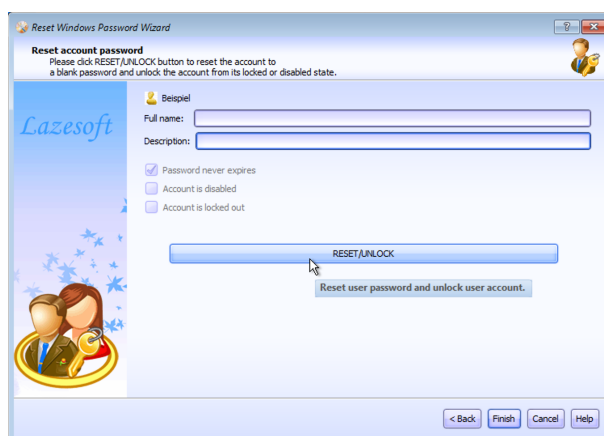 Reset Windows Password Wizard
Reset account password
Please click RESET/UNLOCK button to reset the account to
a blank password and unlock the account from its locked or disabled state.
Lazesoft
Beispiel
Full name:
Description:
Password never expires
Account is disabled
Account is locked out
RESET/UNLOCK
Reset user password and unlock user account.
< Back Finish Cancel Help